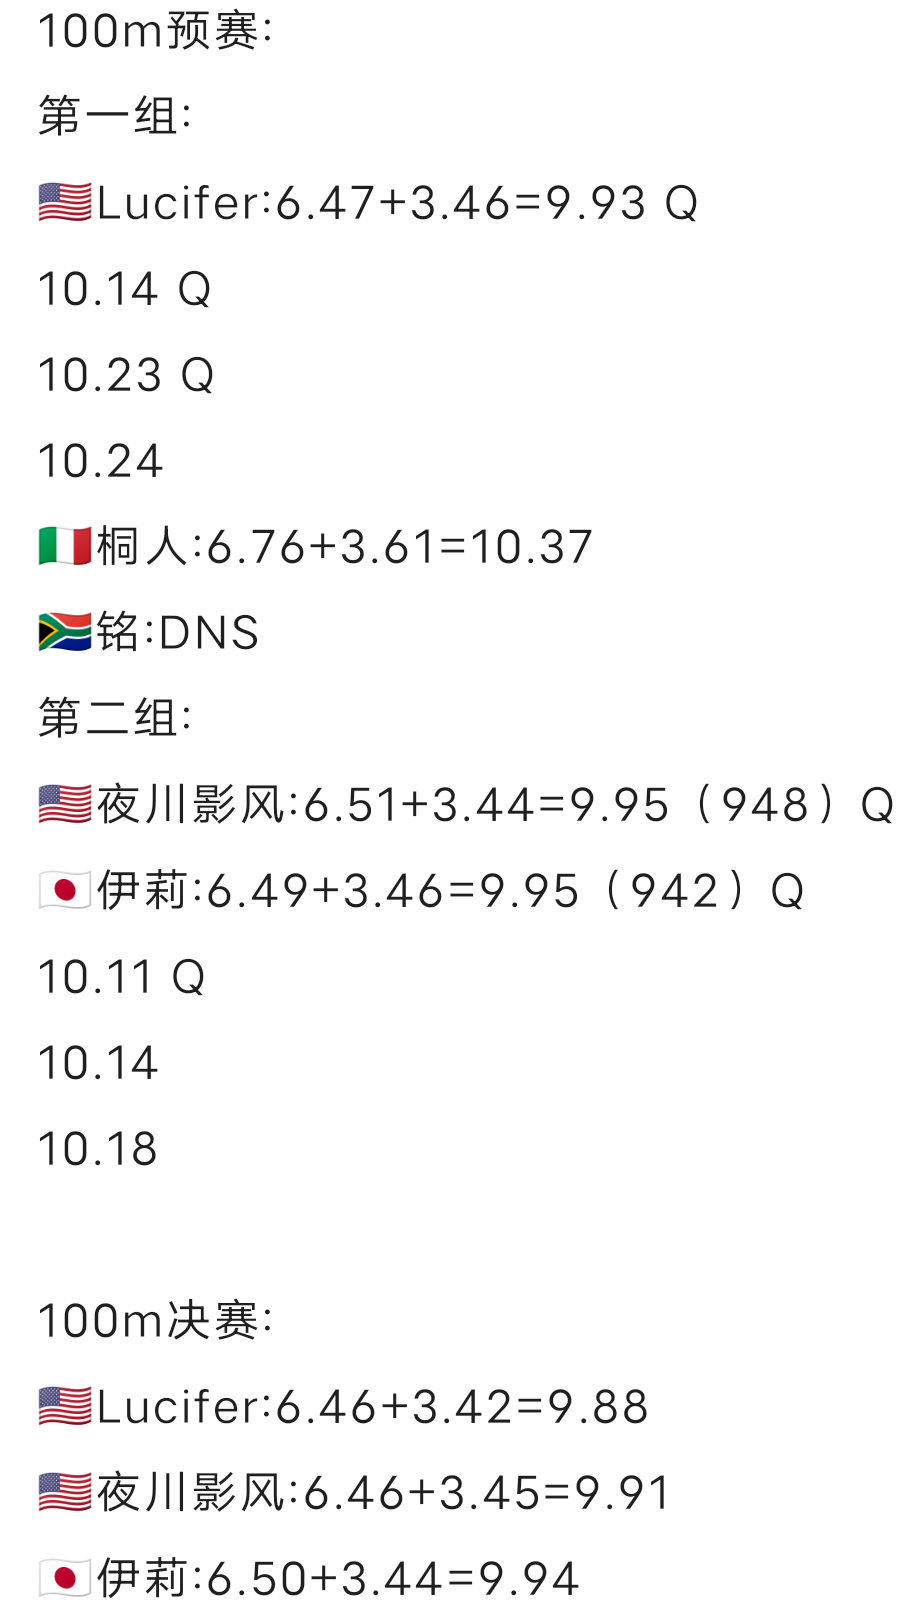 100m预赛:
第一组:
🇺🇸Lucifer:6.47+3.46=9.93 Q
10.14 Q
10.23 Q
10.24
🇮🇹桐人:6.76+3.61=10.37
🇿🇦铭:DNS
第二组:
🇺🇸夜川影风:6.51+3.44=9.95（948）Q
🇯🇵伊莉:6.49+3.46=9.95（942）Q
10.11 Q
10.14
10.18
100m决赛:
🇺🇸Lucifer:6.46+3.42=9.88
🇺🇸夜川影风:6.46+3.45=9.91
🇯🇵伊莉:6.50+3.44=9.94